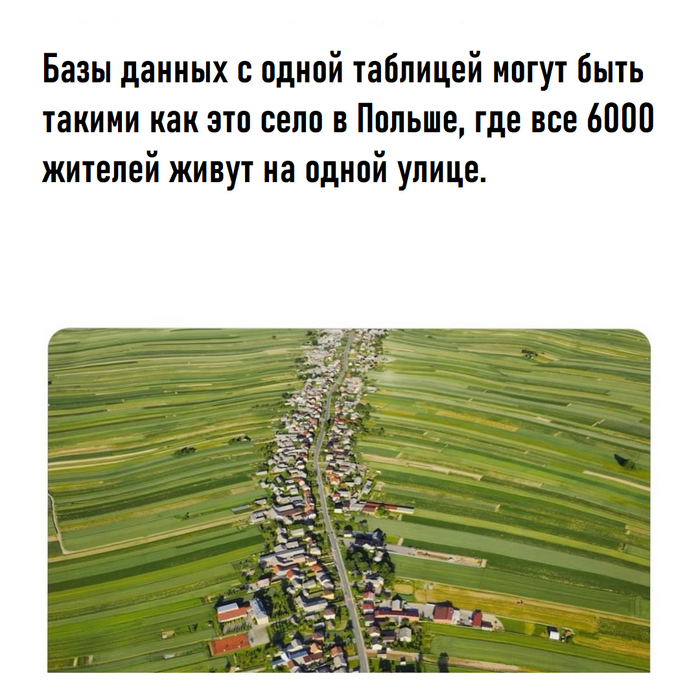 Базы данных с одной таблицей могут быть
такими как это село в Польше, где все 6000
жителей живут на одной улице.